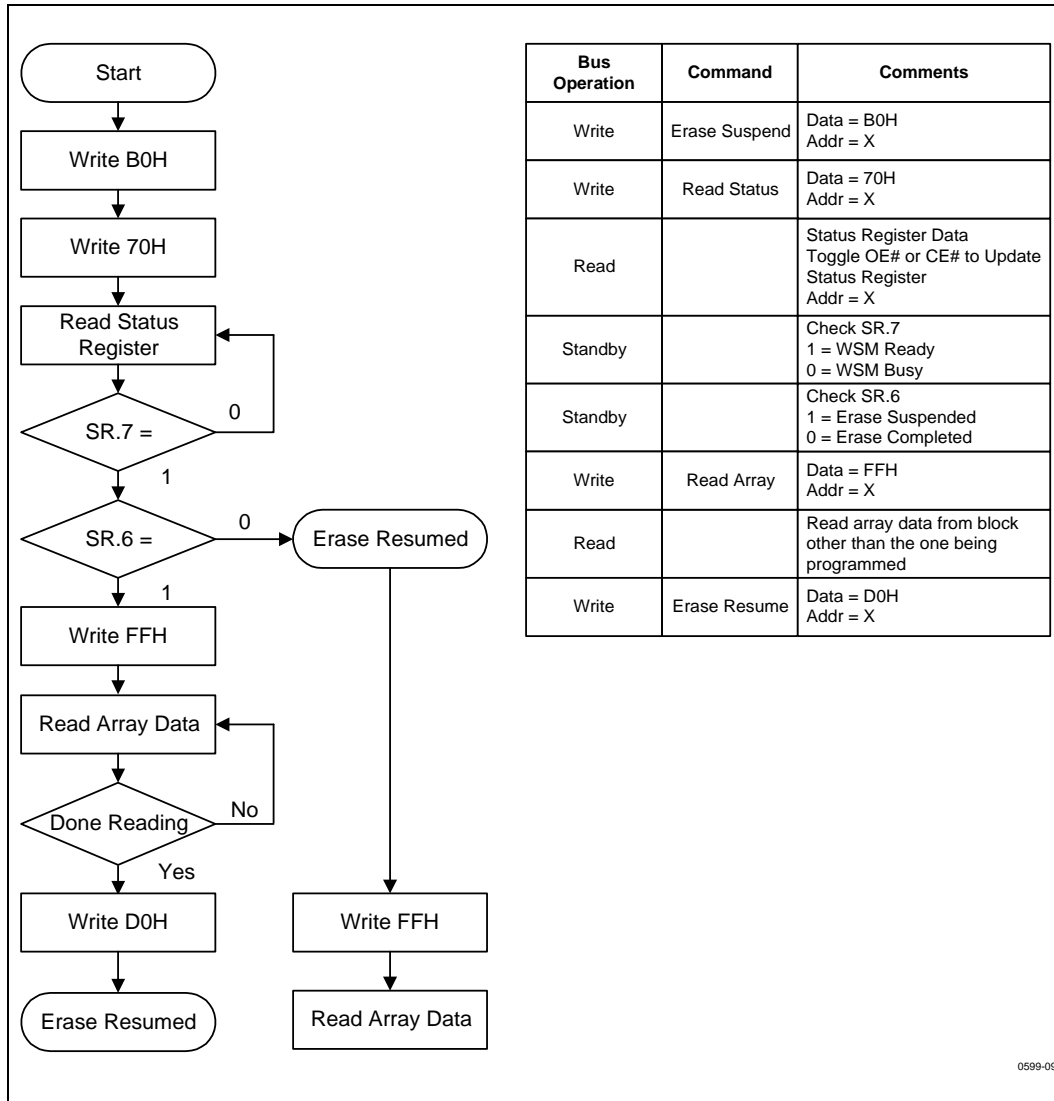 Start
Write B0H
Write 70H
Read Status
Register
0
SR.7 =
1
0
SR.6 =
Erase Resumed
1
Write FFH
Read Array Data
No
Done Reading
Yes
Write D0H
Write FFH
Erase Resumed
Read Array Data
Bus
Operation
Command
Comments
Write
Erase Suspend
Data = B0H
Addr = X
Write
Read Status
Data = 70H
Addr = X
Read
Status Register Data
Toggle OE# or CE# to Update
Status Register
Addr = X
Standby
Check SR.7
1 = WSM Ready
0 = WSM Busy
Standby
Check SR.6
1 = Erase Suspended
0 = Erase Completed
Write
Read Array
Data = FFH
Addr = X
Read
Read array data from block
other than the one being
programmed
Write
Erase Resume
Data = D0H
Addr = X
0599-09